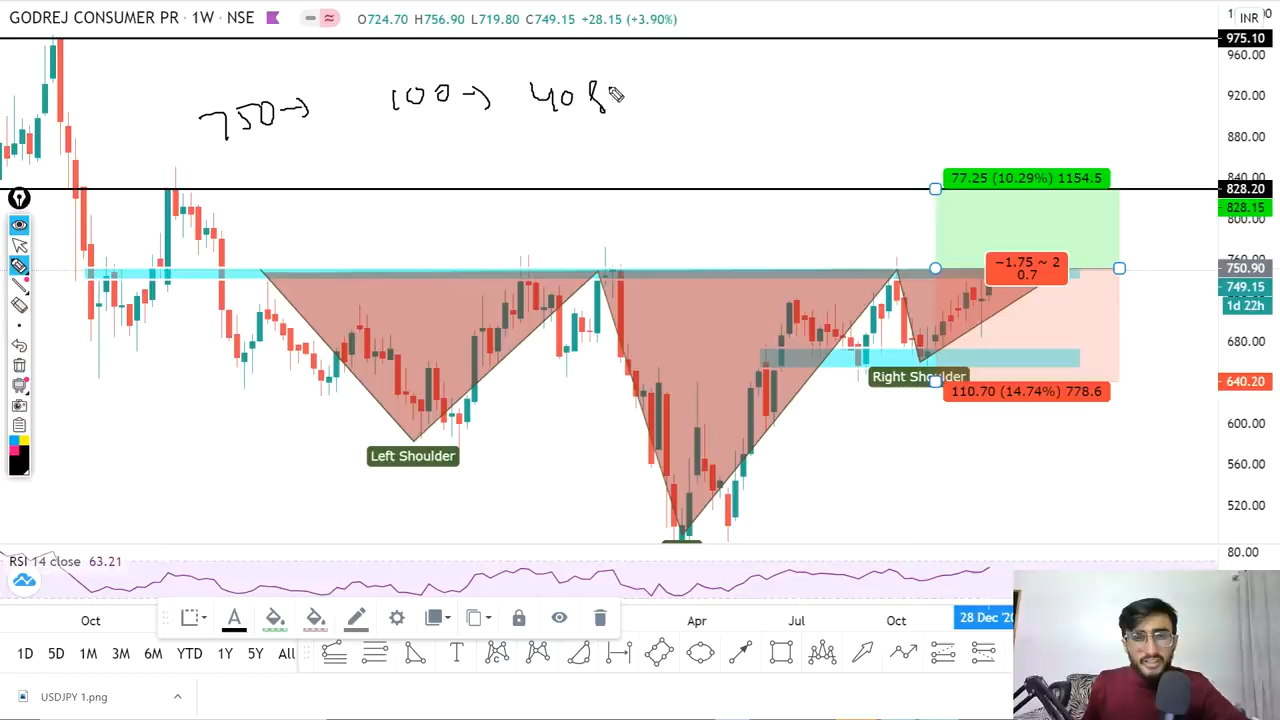 GODREJ CONSUMER PR · 1W · NSE O724.70 H756.90 L719.80 C749.15 +28.15 (+3.90%)
INR
975.10
960.00
920.00
880.00
840.00
828.20
828.15
800.00
750.90
749.15
1d 22h
680.00
640.20
600.00
560.00
520.00
80.00
750→ 100→ 40
77.25 (10.29%) 1154.5
−1.75 ~ 2
0.7
Right Shoulder
110.70 (14.74%) 778.6
Left Shoulder
RSI 14 close 63.21
Oct Apr Jul Oct 28 Dec '20
1D 5D 1M 3M 6M YTD 1Y 5Y All
USDJPY 1.png